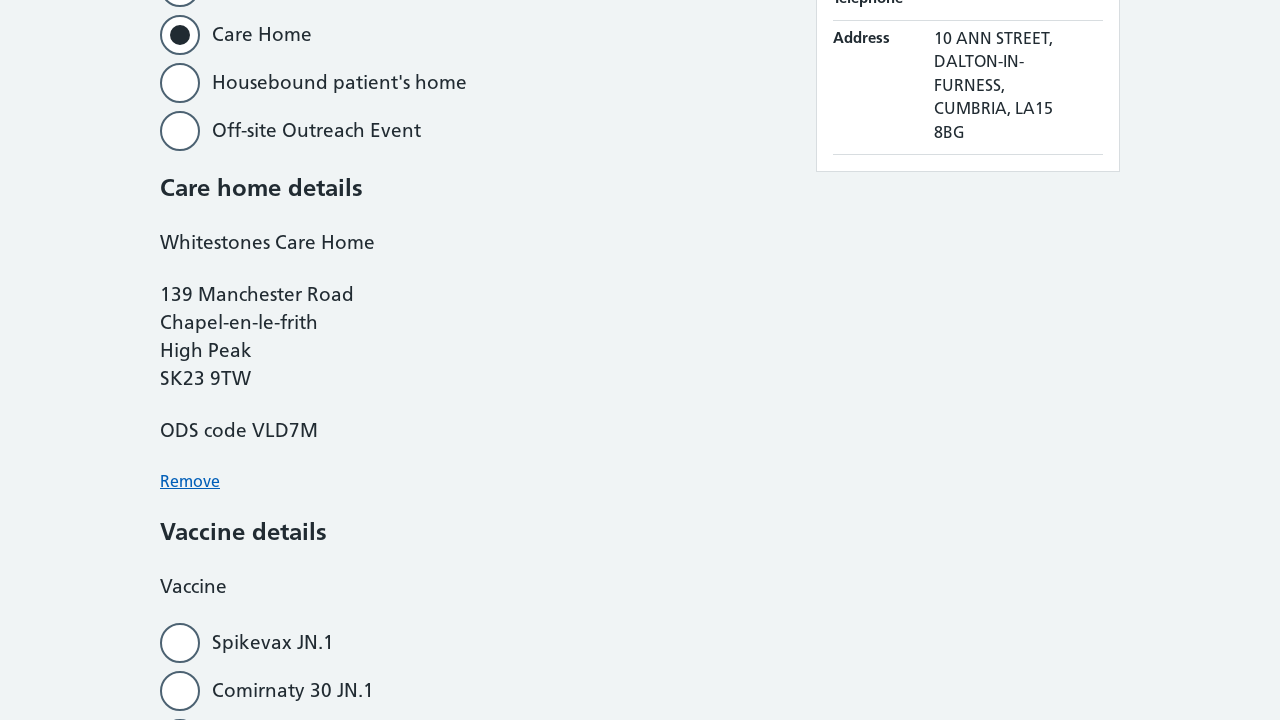 Care Home
Housebound patient's home
Off-site Outreach Event
Care home details
Whitestones Care Home
139 Manchester Road
Chapel-en-le-frith
High Peak
SK23 9TW
ODS code VLD7M
Remove
Vaccine details
Vaccine
Spikevax JN.1
Comirnaty 30 JN.1
Telephone
Address
10 ANN STREET,
DALTON-IN-
FURNESS,
CUMBRIA, LA15
8BG